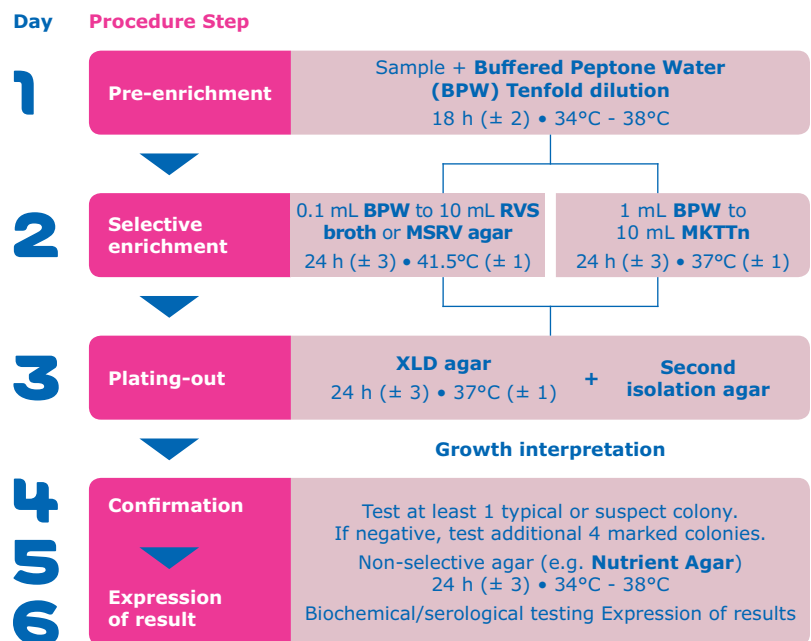 Day Procedure Step
1
Pre-enrichment
Sample + Buffered Peptone Water
(BPW) Tenfold dilution
18 h (± 2) • 34°C - 38°C
2
Selective
enrichment
0.1 mL BPW to 10 mL RVS
broth or MSRV agar
24 h (± 3) • 41.5°C (± 1)
1 mL BPW to
10 mL MKTTn
24 h (± 3) • 37°C (± 1)
3
Plating-out
XLD agar
24 h (± 3) • 37°C (± 1)
+
Second
isolation agar
Growth interpretation
4
Confirmation
Test at least 1 typical or suspect colony.
If negative, test additional 4 marked colonies.
5
Non-selective agar (e.g. Nutrient Agar)
24 h (± 3) • 34°C - 38°C
6
Expression
of result
Biochemical/serological testing Expression of results